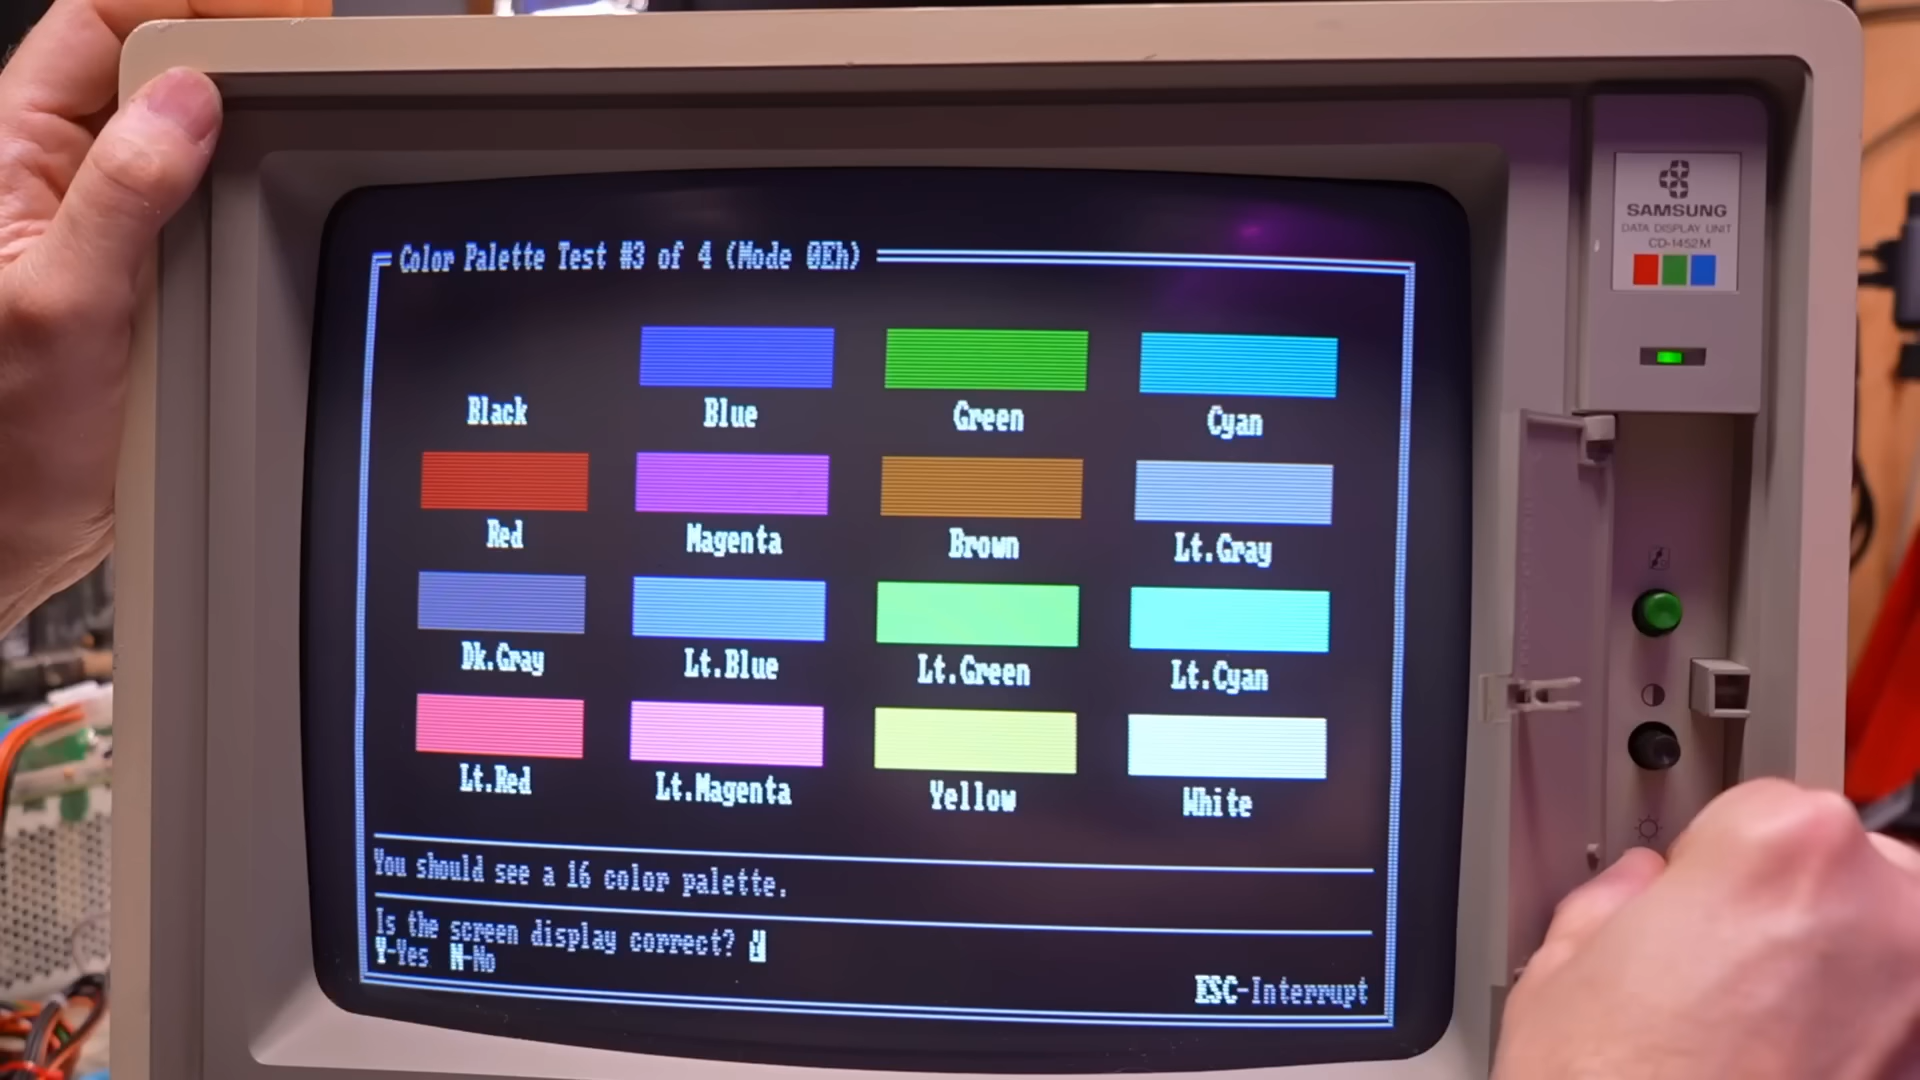 Color Palette Test #3 of 4 (Mode 0Eh)
Black Blue Green Cyan
Red Magenta Brown Lt.Gray
Dk.Gray Lt.Blue Lt.Green Lt.Cyan
Lt.Red Lt.Magenta Yellow White
You should see a 16 color palette.
Is the screen display correct? Y
Y-Yes N-No
ESC-Interrupt
SAMSUNG
DATA DISPLAY UNIT
CD-1452M